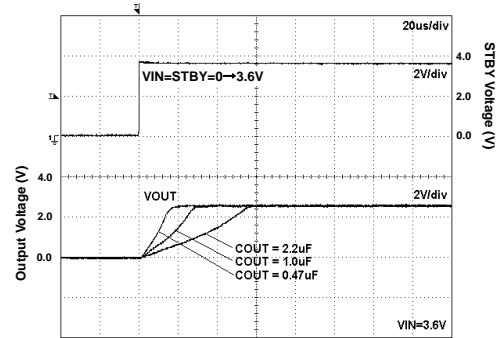 20us/div
VIN=STBY=0→3.6V
2V/div
4.0
2.0
0.0
STBY Voltage (V)
Output Voltage (V)
4.0
2.0
0.0
VOUT
2V/div
COUT = 2.2uF
COUT = 1.0uF
COUT = 0.47uF
VIN=3.6V